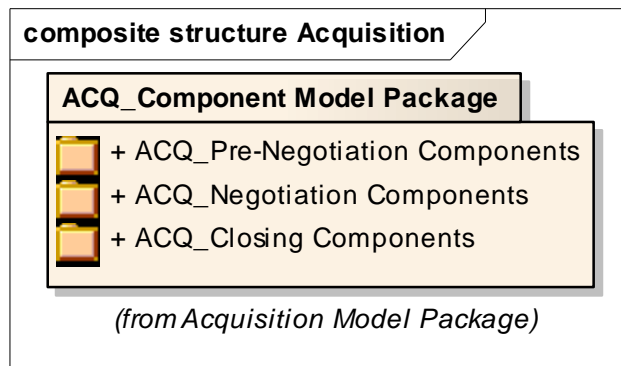 composite structure Acquisition
ACQ_Component Model Package
+ ACQ_Pre-Negotiation Components
+ ACQ_Negotiation Components
+ ACQ_Closing Components
(from Acquisition Model Package)